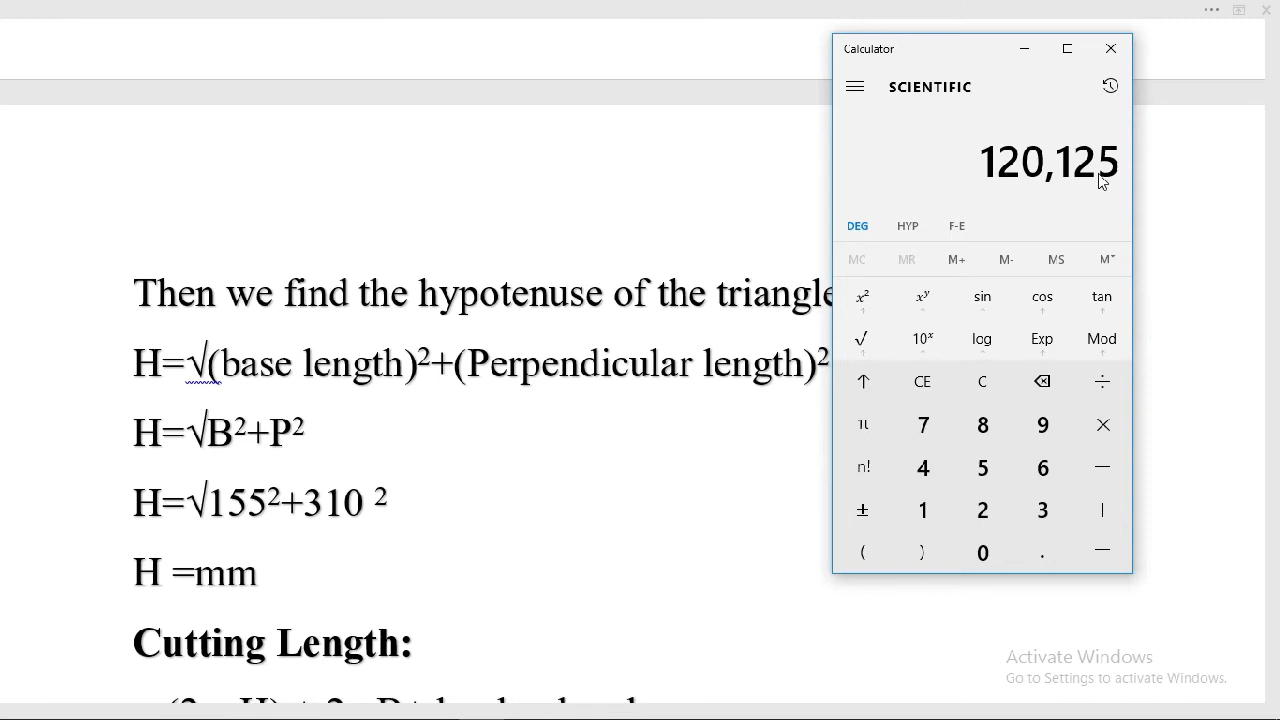 Then we find the hypotenuse of the triangle
H=√(base length)²+(Perpendicular length)²
H=√B²+P²
H=√155²+310 ²
H =mm
Cutting Length:
Calculator
SCIENTIFIC
120,125
DEG HYP F-E
MC MR M+ M- MS M˅
x² xʸ sin cos tan
√ 10ˣ log Exp Mod
↑ CE C ⌫ ÷
π 7 8 9 ×
n! 4 5 6 —
± 1 2 3 |
( ) 0 . —
Activate Windows
Go to Settings to activate Windows.